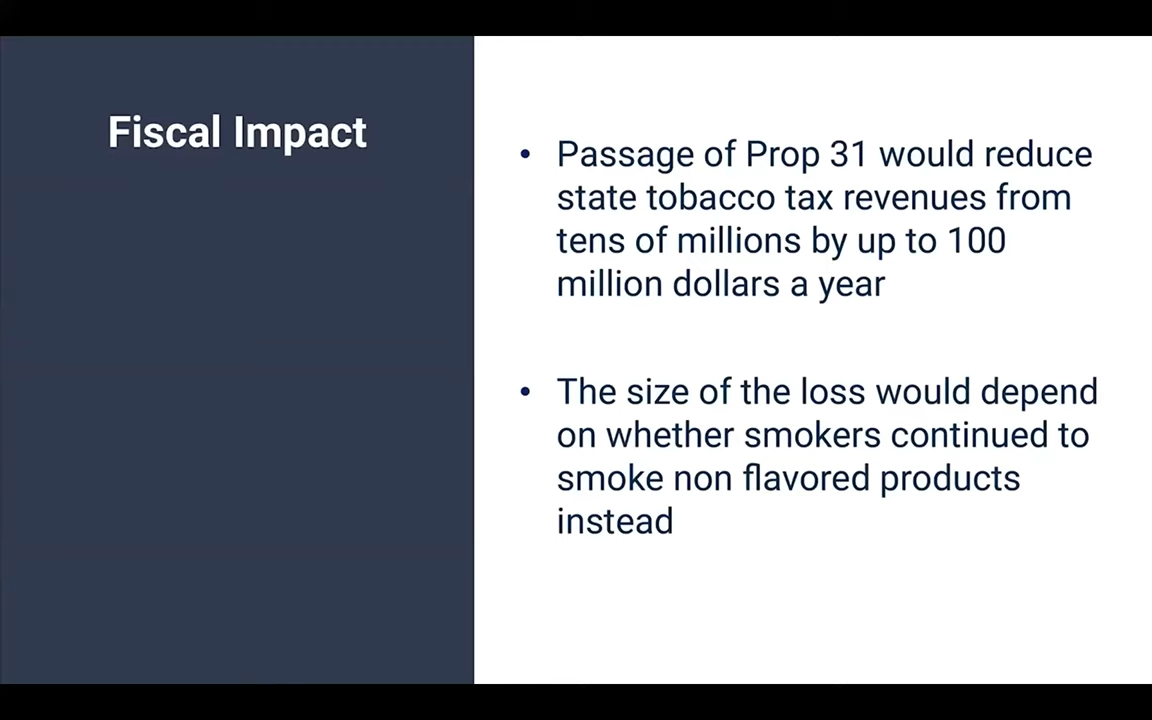 Fiscal Impact
• Passage of Prop 31 would reduce
state tobacco tax revenues from
tens of millions by up to 100
million dollars a year
• The size of the loss would depend
on whether smokers continued to
smoke non flavored products
instead